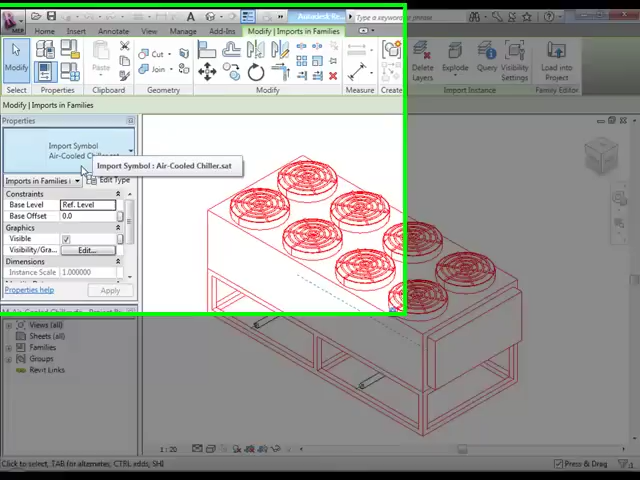 Autodesk Re...
Type a keyword or phrase
MEP
Home Insert Annotate View Manage Add-Ins Modify | Imports in Families
Modify
Paste
Cut
Join
Delete Layers
Explode
Query
Visibility Settings
Load into Project
Select
Properties
Clipboard
Geometry
Modify
Measure
Create
Import Instance
Family Editor
Modify | Imports in Families
Properties
Import Symbol
Air-Cooled Chiller.sat
Import Symbol : Air-Cooled Chiller.sat
Imports in Families
Edit Type
Constraints
Base Level Ref. Level
Base Offset 0.0
Graphics
Visible
Visibility/Gra... Edit...
Dimensions
Instance Scale 1.000000
Properties help
Apply
Views (all)
Sheets (all)
Families
Groups
Revit Links
1 : 20
Click to select, TAB for alternates, CTRL adds, SHI
Press & Drag